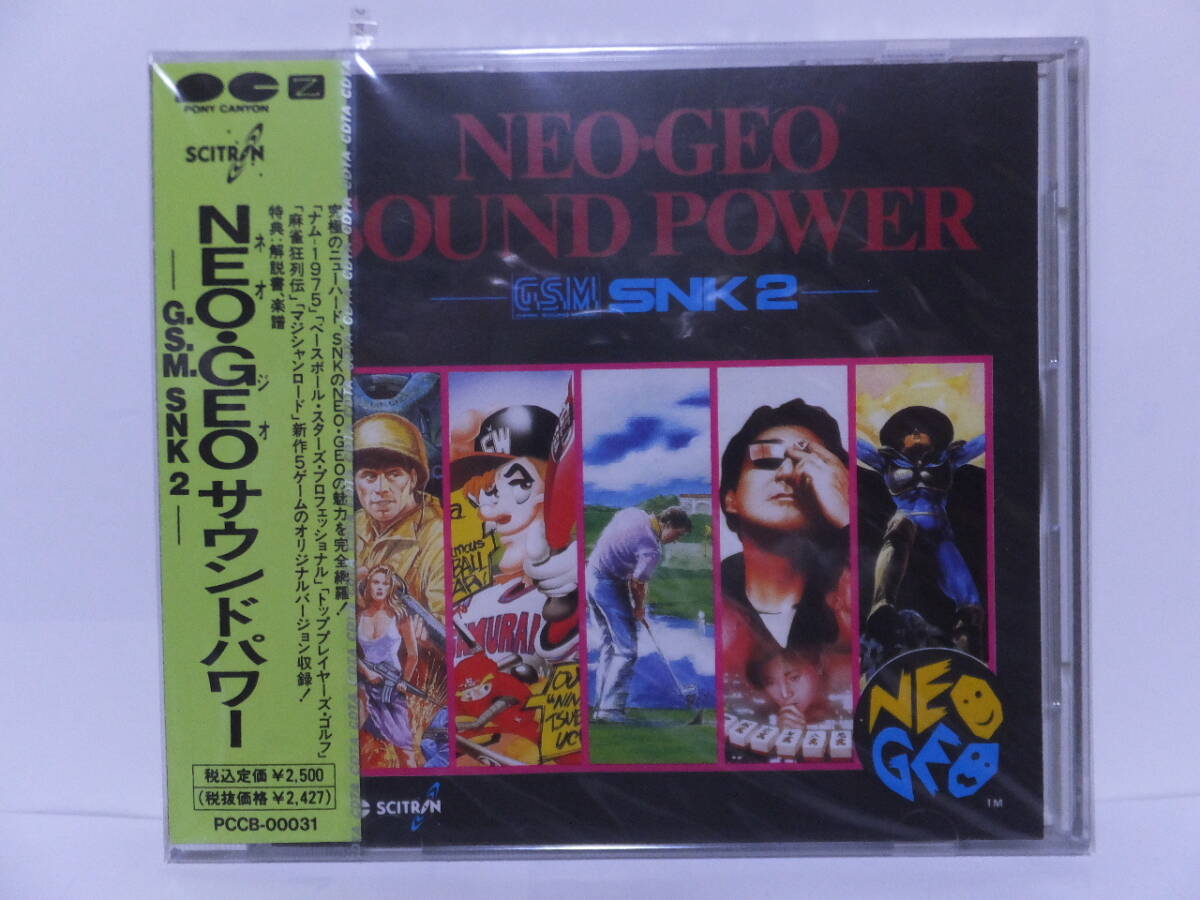 PONY CANYON
SCITRON
NEO・GEO サウンドパワー
ネオ ジオ
G.S.M. SNK 2
究極のニューハード、SNKのNEO・GEOの魅力を完全網羅!
「ナム-1975」「ベースボール・スターズ・プロフェッショナル」「トッププレイヤーズ・ゴルフ」
「麻雀狂列伝」「マジシャンロード」新作5ゲームのオリジナルバージョン収録!
特典:解説書、楽譜
税込定価¥2,500
(税抜価格¥2,427)
PCCB-00031
NEO・GEO
SOUND POWER
G.S.M. SNK 2
CW
BALL
SAMURAI
NEO
GEO
TM
SCITRON